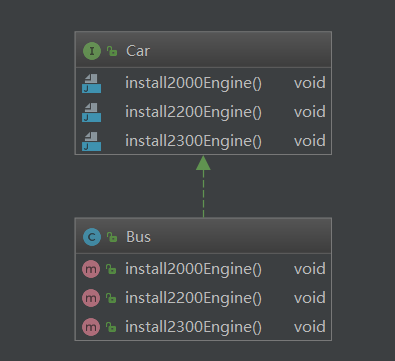 I Car
install2000Engine() void
install2200Engine() void
install2300Engine() void
C Bus
m install2000Engine() void
m install2200Engine() void
m install2300Engine() void